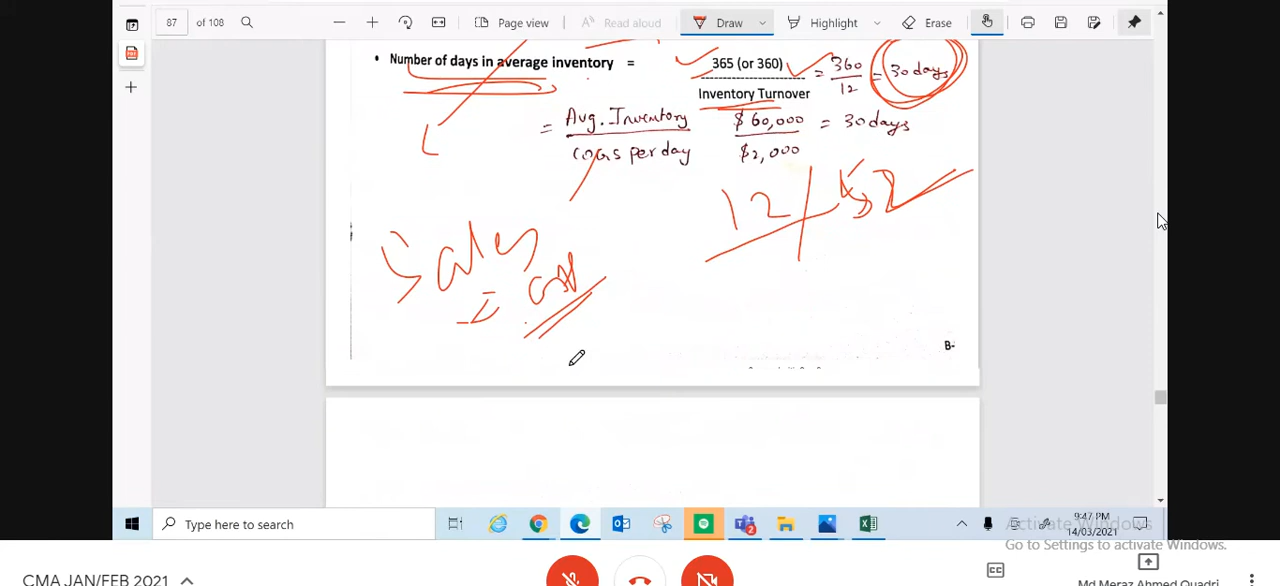 87 of 108 Page view Read aloud Draw Highlight Erase
• Number of days in average inventory = 365 (or 360) = 360 = 30 days
Inventory Turnover 12
= Avg. Inventory $60,000 = 30 days
COGS per day $2,000
12 / 52
Sales
= Cost
B-
Type here to search
9:47 PM
14/03/2021
Activate Windows
Go to Settings to activate Windows.
CMA JAN/FEB 2021
CC
Md Meraz Ahmed Quadri